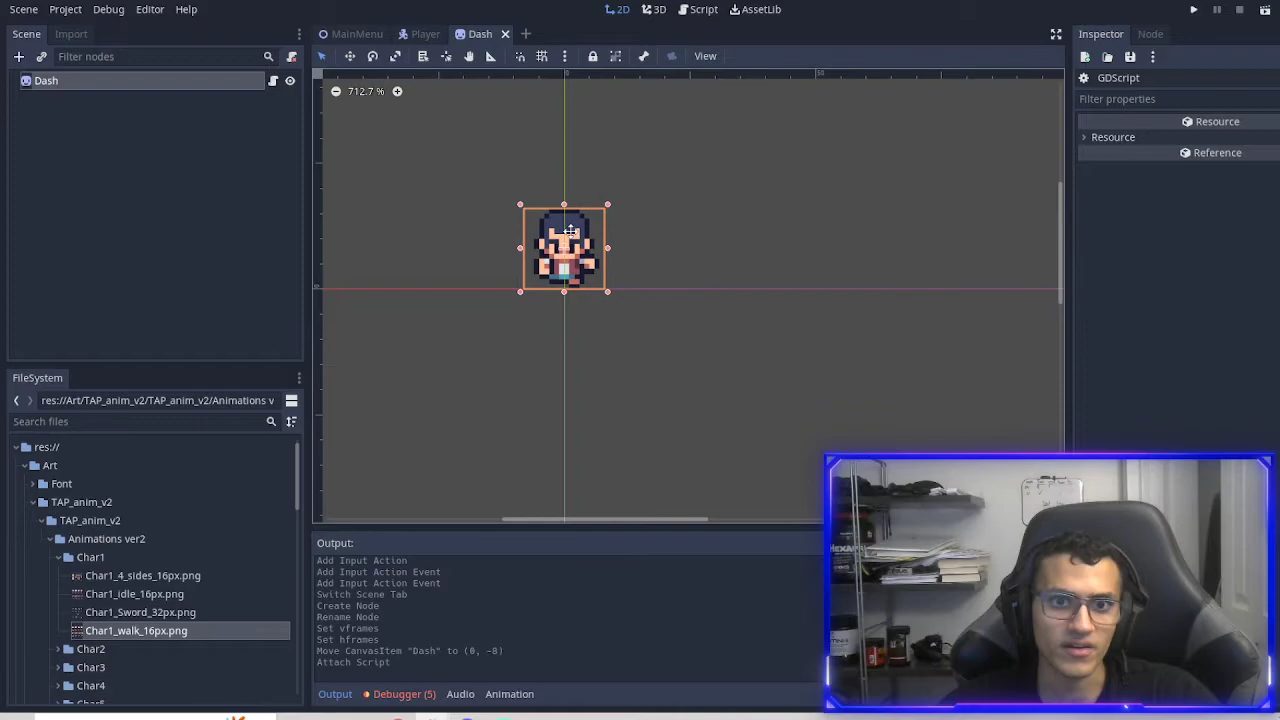 Scene Project Debug Editor Help
2D 3D Script AssetLib
Scene Import
MainMenu Player Dash
Inspector Node
Filter nodes
View
Dash
712.7 %
0
50
GDScript
Filter properties
Resource
Resource
Reference
FileSystem
res://Art/TAP_anim_v2/TAP_anim_v2/Animations v
Search files
res://
Art
Font
TAP_anim_v2
TAP_anim_v2
Animations ver2
Char1
Char1_4_sides_16px.png
Char1_idle_16px.png
Char1_Sword_32px.png
Char1_walk_16px.png
Char2
Char3
Char4
Output:
Add Input Action
Add Input Action Event
Add Input Action Event
Switch Scene Tab
Create Node
Rename Node
Set vframes
Set hframes
Move CanvasItem "Dash" to (0, -8)
Attach Script
Output Debugger (5) Audio Animation